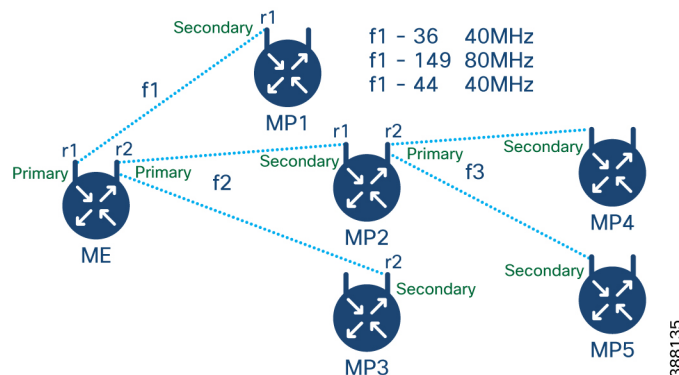 r1
Secondary
f1 - 36 40MHz
f1 - 149 80MHz
f1 - 44 40MHz
f1
MP1
r1
r2
r1
r2
Primary
Primary
Secondary
Primary
Secondary
f2
f3
ME
MP2
MP4
r2
Secondary
Secondary
MP3
MP5
388135